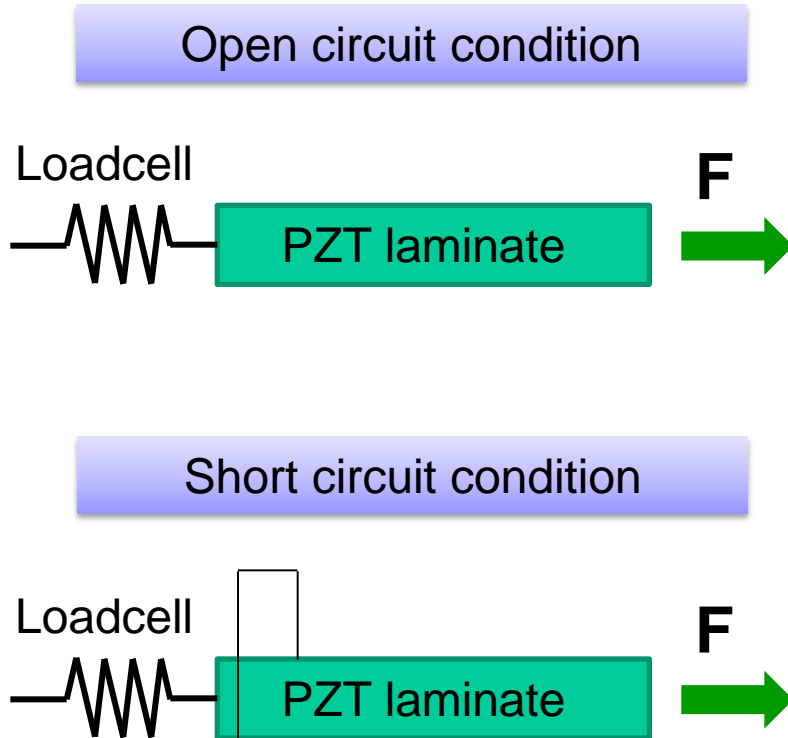 Open circuit condition
Loadcell
F
PZT laminate
Short circuit condition
Loadcell
F
PZT laminate